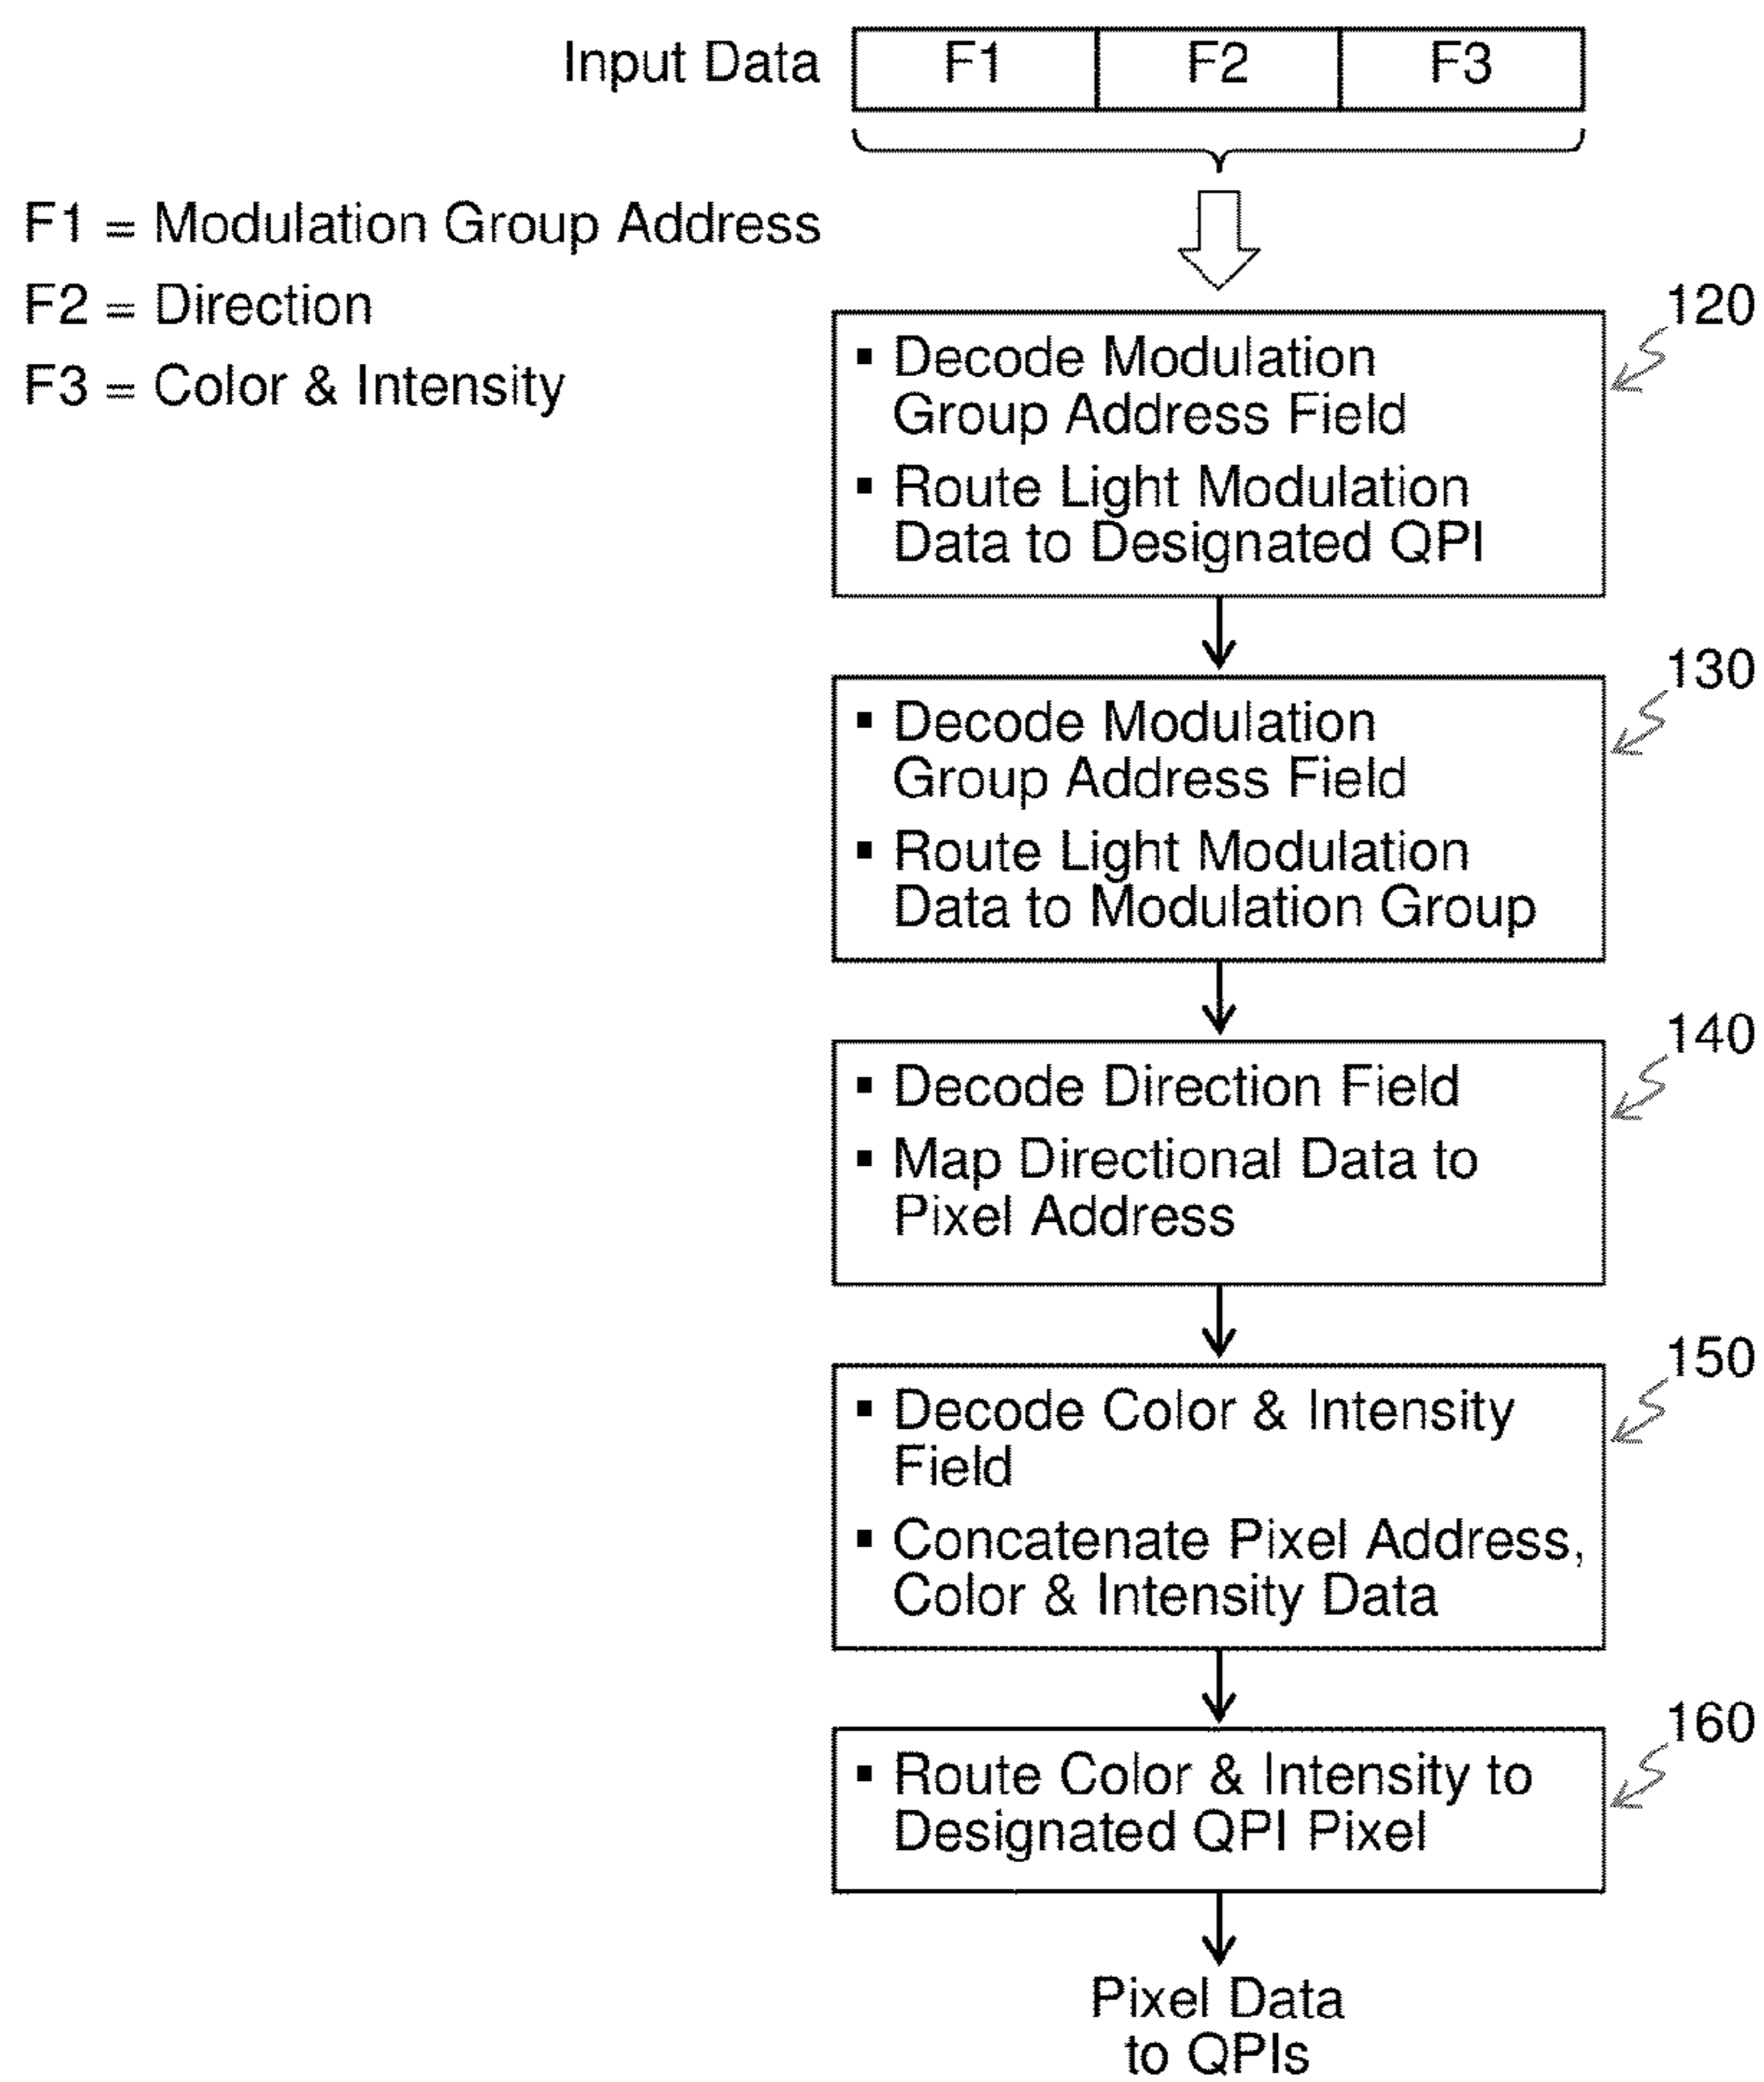 Input Data F1 F2 F3
F1 = Modulation Group Address
F2 = Direction
F3 = Color & Intensity
120
▪ Decode Modulation
Group Address Field
▪ Route Light Modulation
Data to Designated QPI
130
▪ Decode Modulation
Group Address Field
▪ Route Light Modulation
Data to Modulation Group
140
▪ Decode Direction Field
▪ Map Directional Data to
Pixel Address
150
▪ Decode Color & Intensity
Field
▪ Concatenate Pixel Address,
Color & Intensity Data
160
▪ Route Color & Intensity to
Designated QPI Pixel
Pixel Data
to QPIs